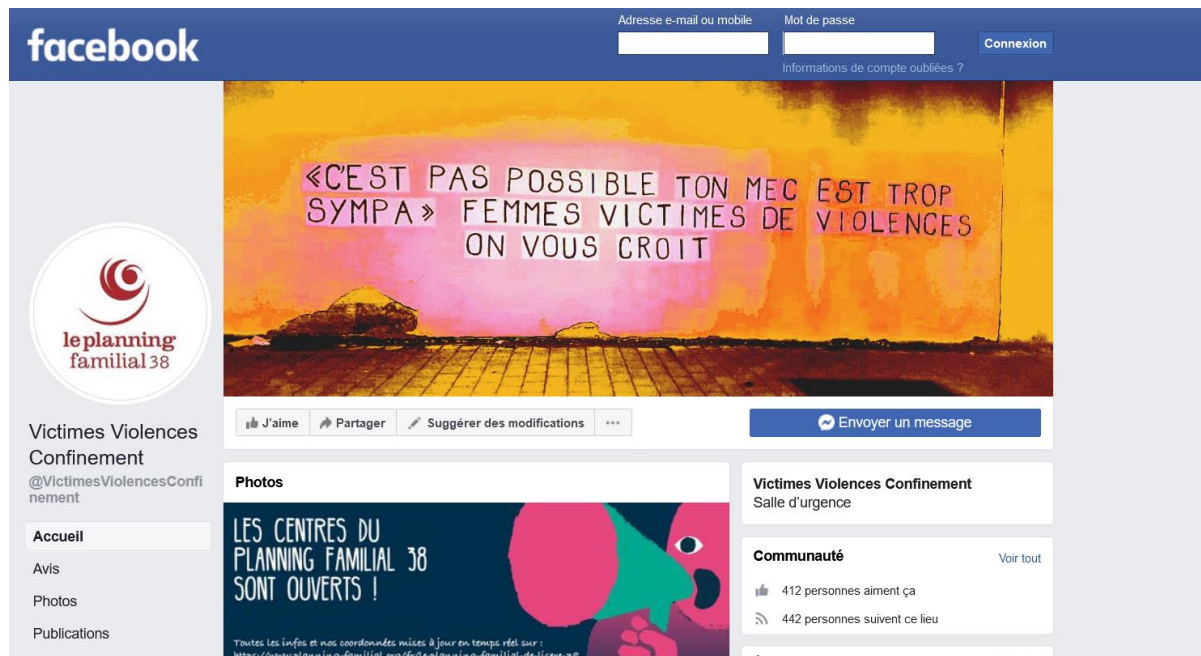 facebook
Adresse e-mail ou mobile
Mot de passe
Connexion
Informations de compte oubliées ?
«C'EST PAS POSSIBLE TON MEC EST TROP
SYMPA» FEMMES VICTIMES DE VIOLENCES
ON VOUS CROIT
le planning
familial 38
Victimes Violences
Confinement
@VictimesViolencesConfi
nement
Accueil
Avis
Photos
Publications
J'aime
Partager
Suggérer des modifications
Envoyer un message
Photos
LES CENTRES DU
PLANNING FAMILIAL 38
SONT OUVERTS !
Toutes les infos et nos coordonnées mises à jour en temps réel sur :
Victimes Violences Confinement
Salle d'urgence
Communauté
Voir tout
412 personnes aiment ça
442 personnes suivent ce lieu